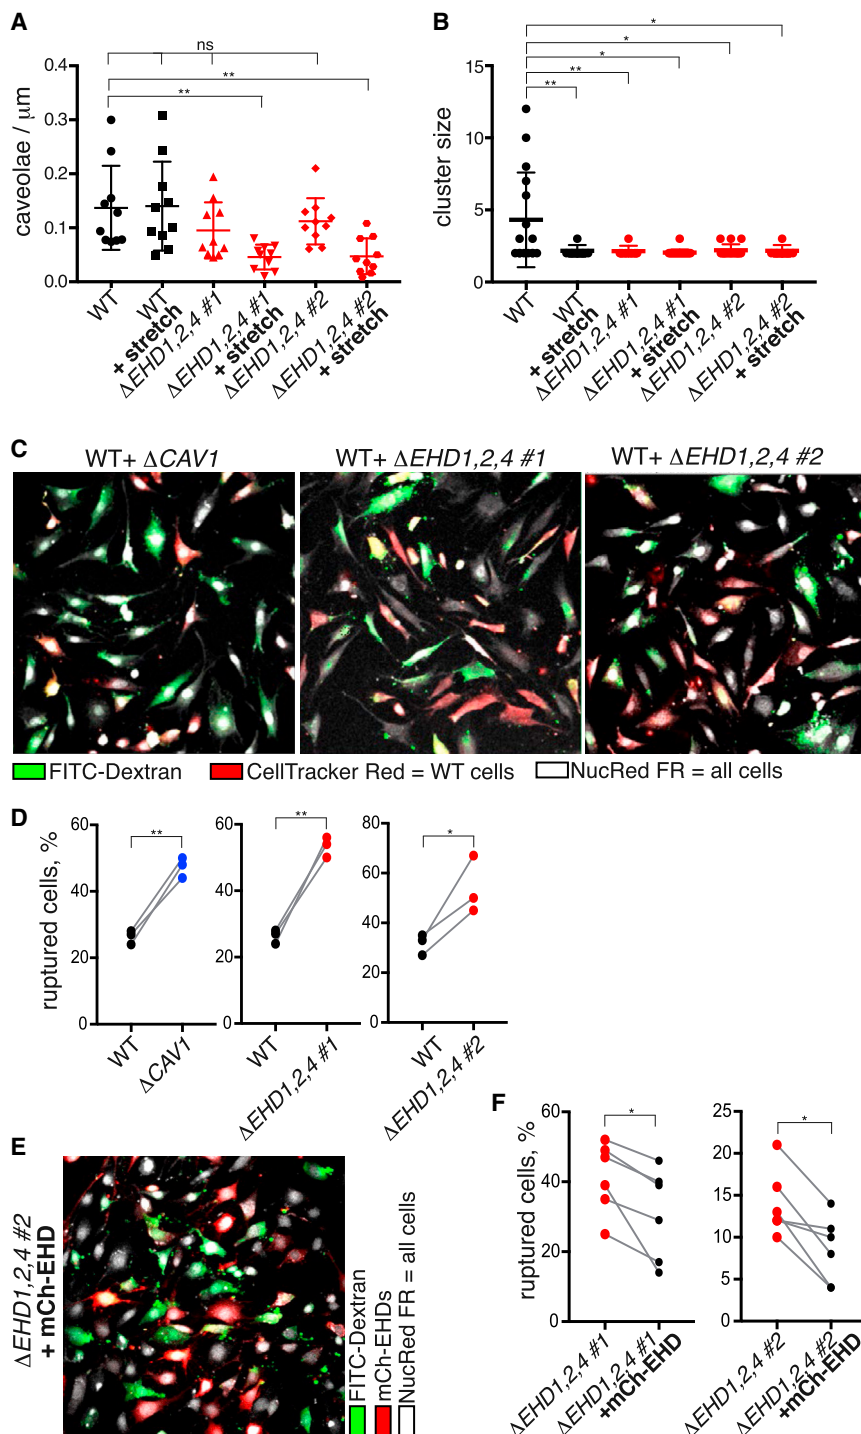 A
ns
**
**
caveolae / μm
0.4
0.3
0.2
0.1
0.0
WT
WT
+ stretch
ΔEHD1,2,4 #1
ΔEHD1,2,4 #1
+ stretch
ΔEHD1,2,4 #2
ΔEHD1,2,4 #2
+ stretch
B
*
*
*
**
**
cluster size
15
10
5
0
WT
WT
+ stretch
ΔEHD1,2,4 #1
ΔEHD1,2,4 #1
+ stretch
ΔEHD1,2,4 #2
ΔEHD1,2,4 #2
+ stretch
C
WT+ ΔCAV1
WT+ ΔEHD1,2,4 #1
WT+ ΔEHD1,2,4 #2
FITC-Dextran
CellTracker Red = WT cells
NucRed FR = all cells
D
ruptured cells, %
60
40
20
0
**
WT
ΔCAV1
60
40
20
0
**
WT
ΔEHD1,2,4 #1
80
60
40
20
0
*
WT
ΔEHD1,2,4 #2
E
ΔEHD1,2,4 #2
+ mCh-EHD
FITC-Dextran
mCh-EHDs
NucRed FR = all cells
F
ruptured cells, %
60
40
20
0
*
ΔEHD1,2,4 #1
ΔEHD1,2,4 #1
+mCh-EHD
25
20
15
10
5
0
*
ΔEHD1,2,4 #2
ΔEHD1,2,4 #2
+mCh-EHD